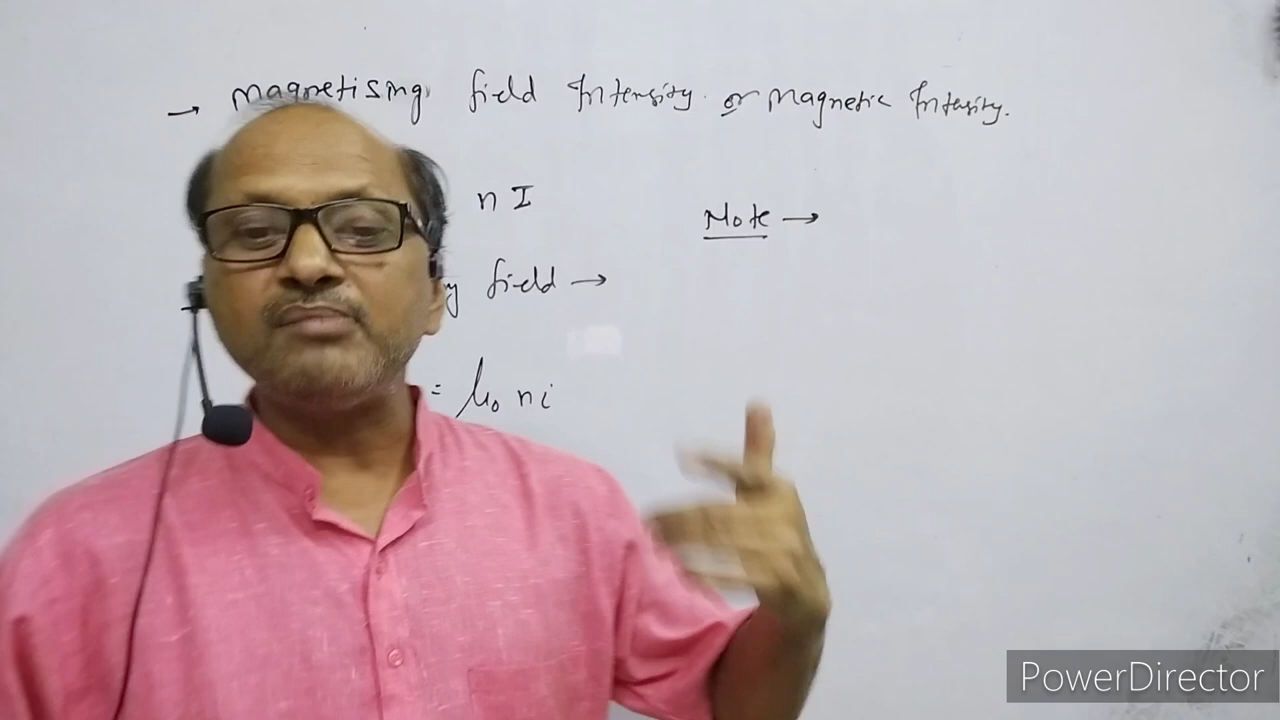 → Magnetising field Intensity or Magnetic Intensity.
n I
Note →
field →
= μ₀ ni
PowerDirector